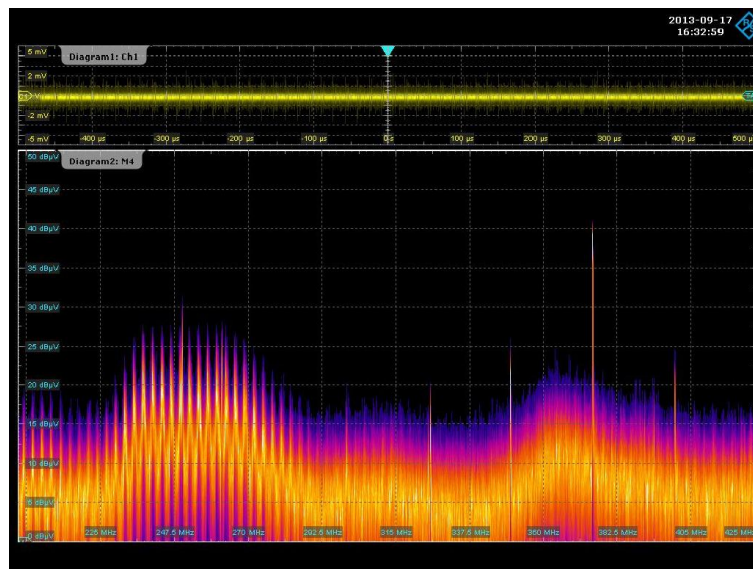 2013-09-17
16:32:59
Diagram1: Ch1
5 mV
2 mV
-2 mV
-5 mV
-400 µs -300 µs -200 µs -100 µs 0 s 100 µs 200 µs 300 µs 400 µs 500 µs
Diagram2: M4
50 dBµV
45 dBµV
40 dBµV
35 dBµV
30 dBµV
25 dBµV
20 dBµV
15 dBµV
10 dBµV
5 dBµV
0 dBµV
225 MHz 247.5 MHz 270 MHz 292.5 MHz 315 MHz 337.5 MHz 360 MHz 382.5 MHz 405 MHz 425 MHz